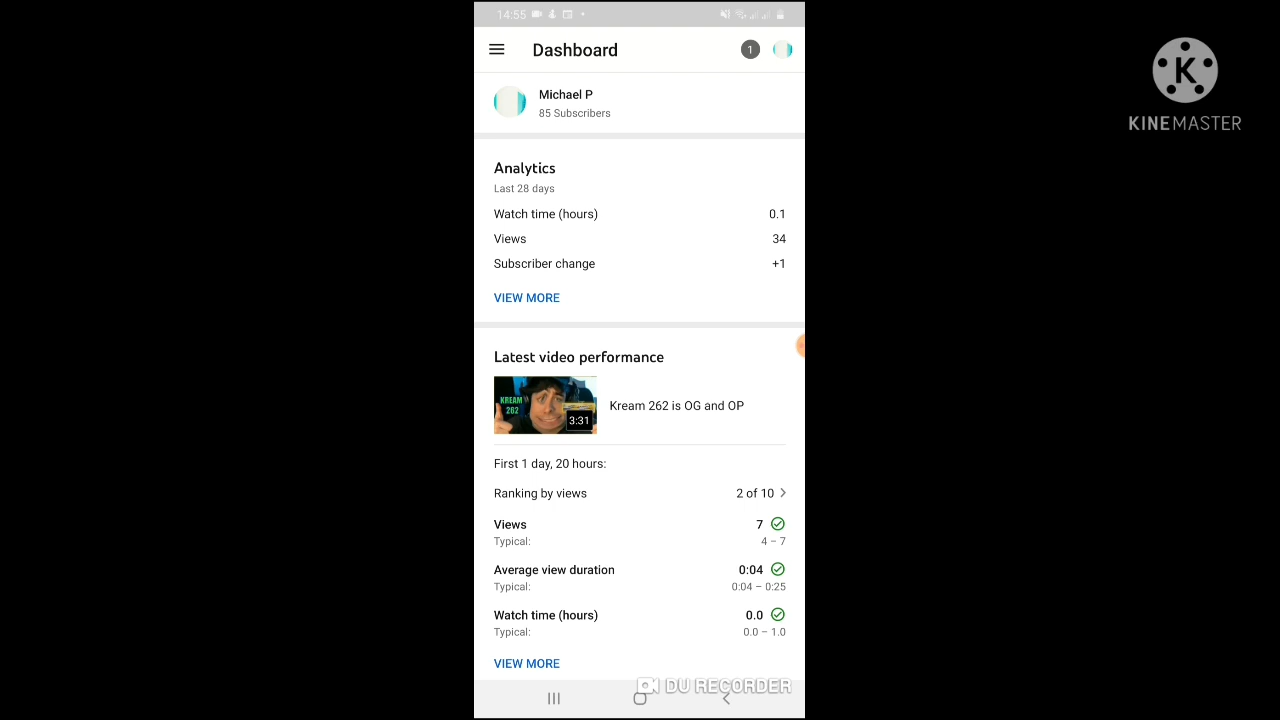 14:55
Dashboard
1
Michael P
85 Subscribers
K
KINEMASTER
Analytics
Last 28 days
Watch time (hours) 0.1
Views 34
Subscriber change +1
VIEW MORE
Latest video performance
KREAM
262
3:31
Kream 262 is OG and OP
First 1 day, 20 hours:
Ranking by views 2 of 10
Views 7
Typical: 4 – 7
Average view duration 0:04
Typical: 0:04 – 0:25
Watch time (hours) 0.0
Typical: 0.0 – 1.0
VIEW MORE
DU RECORDER